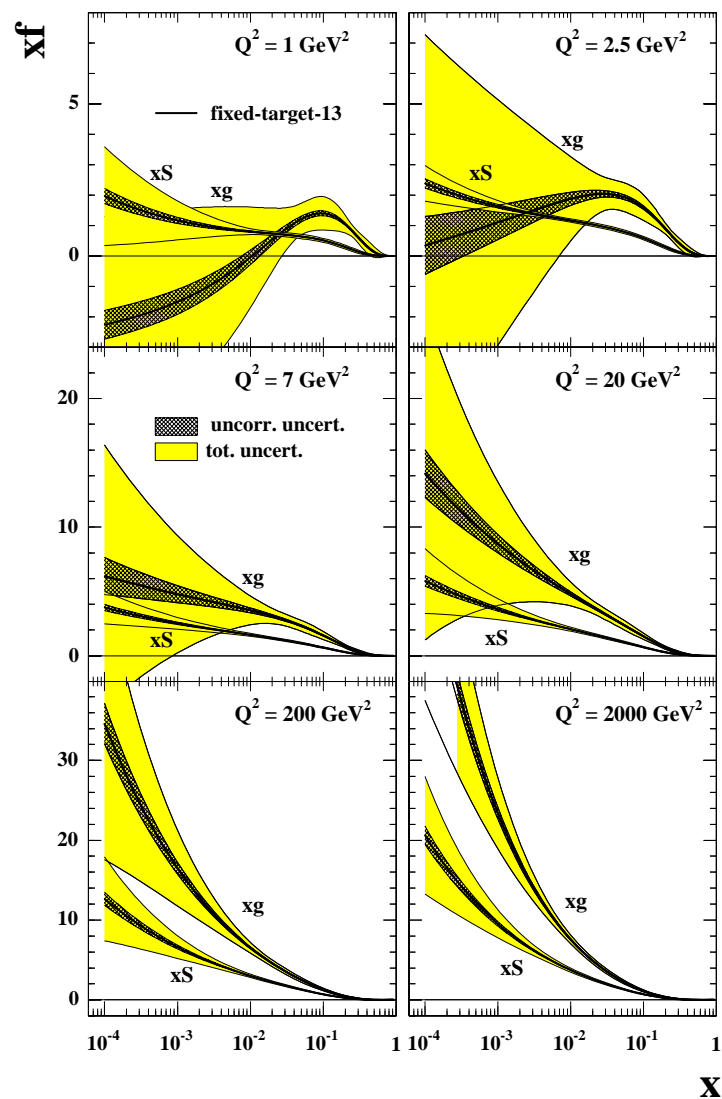 xf
Q² = 1 GeV²
Q² = 2.5 GeV²
5
fixed-target-13
xS
xg
xg
xS
0
Q² = 7 GeV²
Q² = 20 GeV²
20
uncorr. uncert.
tot. uncert.
10
xg
xg
xS
xS
0
Q² = 200 GeV²
Q² = 2000 GeV²
30
20
10
xg
xg
xS
xS
0
10⁻⁴ 10⁻³ 10⁻² 10⁻¹ 1
10⁻⁴ 10⁻³ 10⁻² 10⁻¹ 1
x